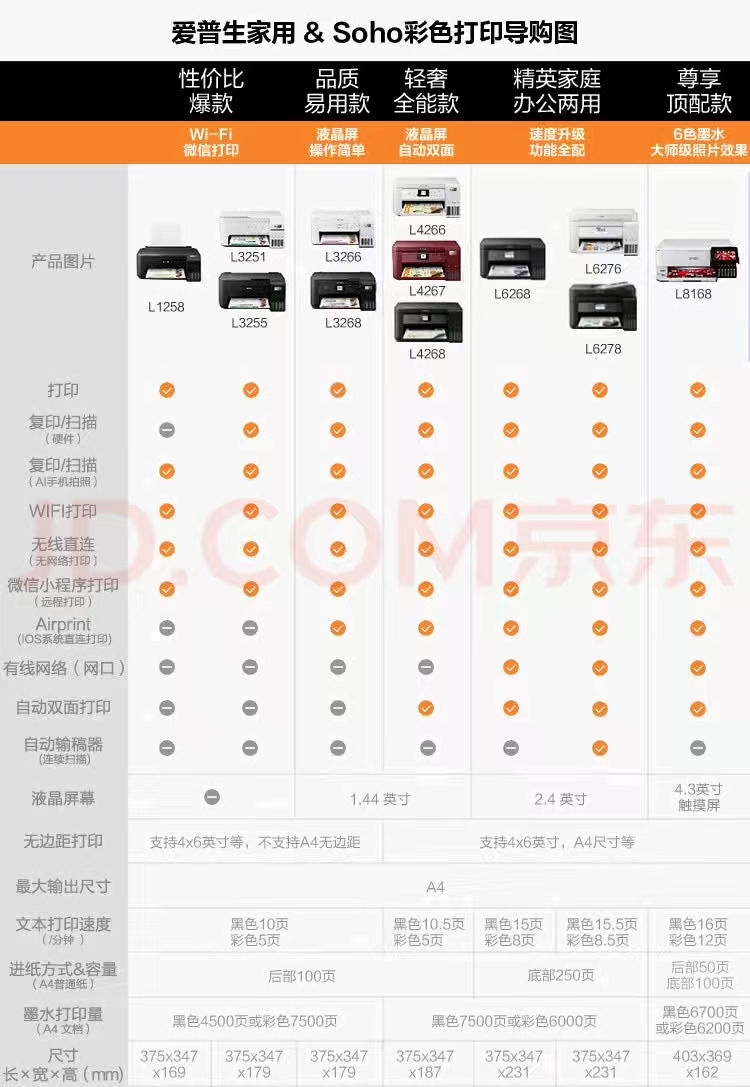 爱普生家用 & Soho彩色打印导购图
性价比
爆款
品质
易用款
轻奢
全能款
精英家庭
办公两用
尊享
顶配款
Wi-Fi
微信打印
液晶屏
操作简单
液晶屏
自动双面
速度升级
功能全配
6色墨水
大师级照片效果
产品图片
L1258
L3251
L3255
L3266
L3268
L4266
L4267
L4268
L6268
L6276
L6278
L8168
打印
复印/扫描
(硬件)
复印/扫描
(AI手机拍照)
WIFI打印
无线直连
(无网络打印)
微信小程序打印
(远程打印)
Airprint
(IOS系统直连打印)
有线网络(网口)
自动双面打印
自动输稿器
(连续扫描)
JD.COM京东
液晶屏幕
1.44 英寸
2.4 英寸
4.3英寸
触摸屏
无边距打印
支持4x6英寸等，不支持A4无边距
支持4x6英寸，A4尺寸等
最大输出尺寸
A4
文本打印速度
(/分钟)
黑色10页
彩色5页
黑色10.5页
彩色5页
黑色15页
彩色8页
黑色15.5页
彩色8.5页
黑色16页
彩色12页
进纸方式&容量
(A4普通纸)
后部100页
底部250页
后部50页
底部100页
墨水打印量
(A4 文档)
黑色4500页或彩色7500页
黑色7500页或彩色6000页
黑色6700页
或彩色6200页
尺寸
长×宽×高 (mm)
375x347
x169
375x347
x179
375x347
x179
375x347
x187
375x347
x231
375x347
x231
403x369
x162